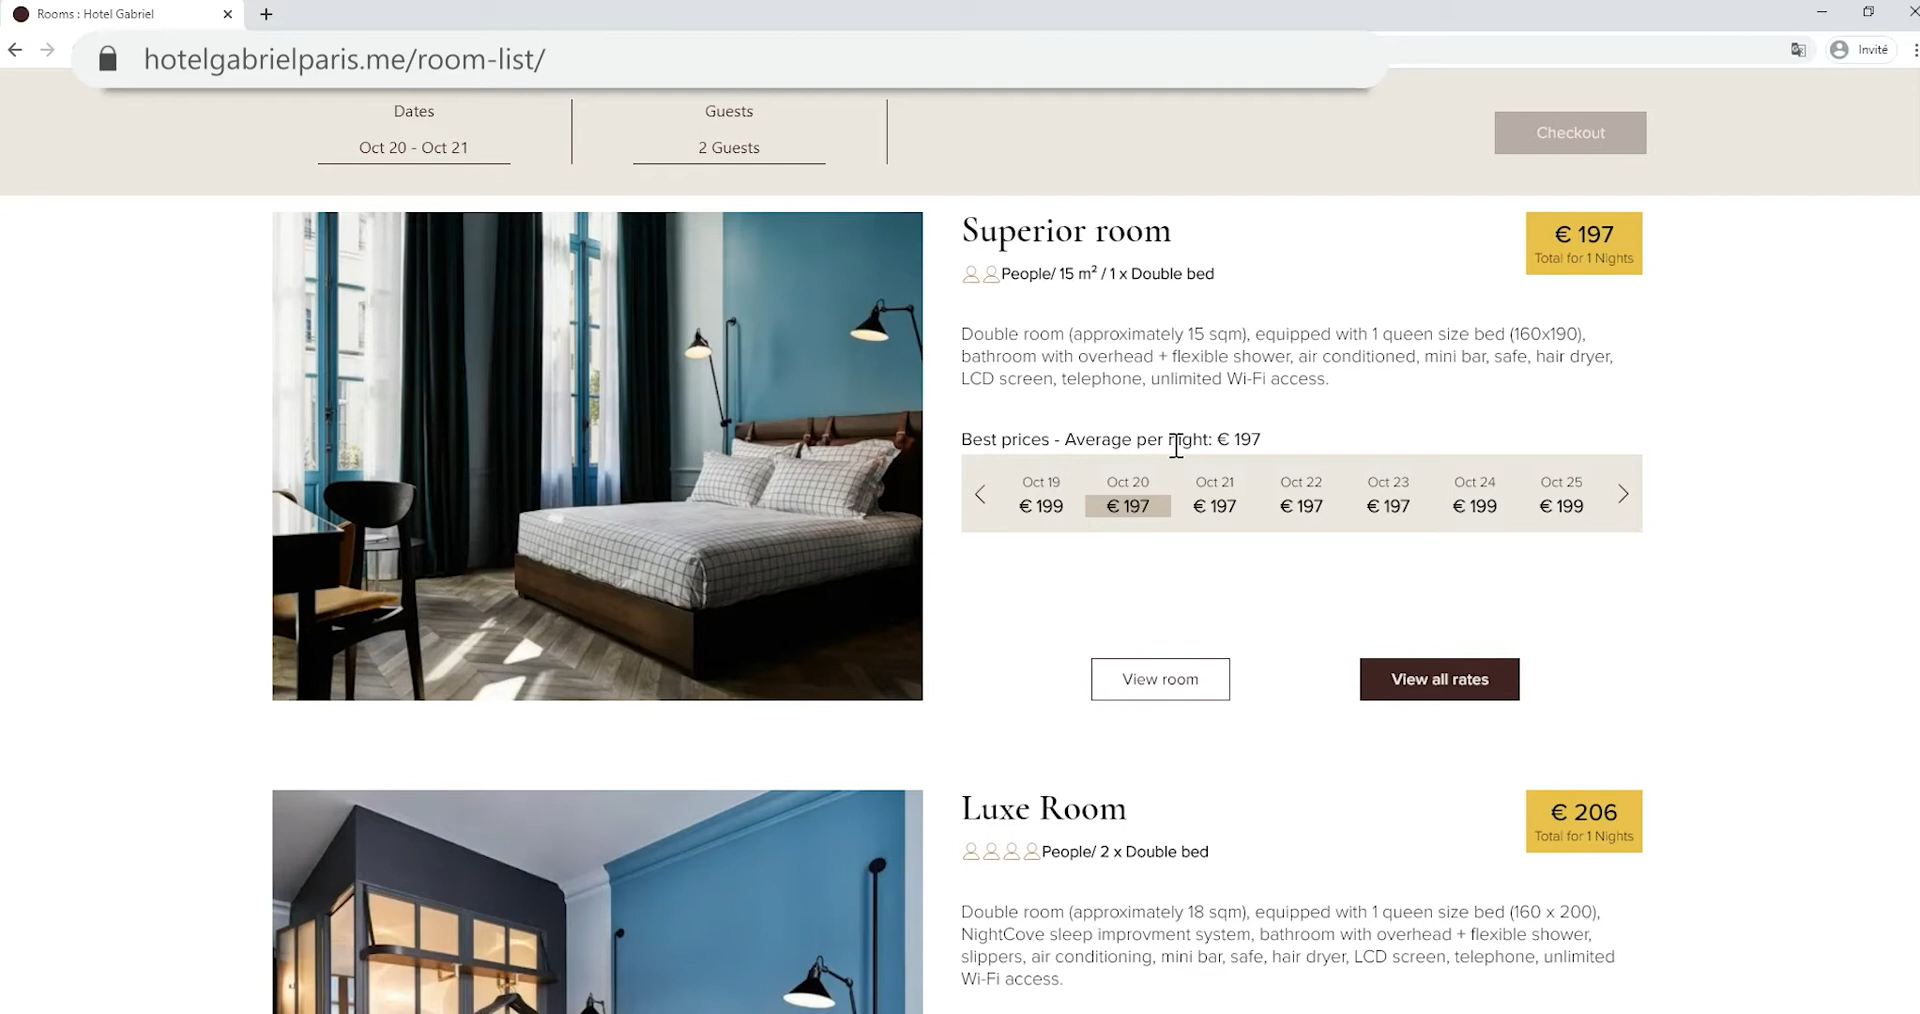 Rooms : Hotel Gabriel
hotelgabrielparis.me/room-list/
Invité
Dates
Guests
Oct 20 - Oct 21
2 Guests
Checkout
Superior room
€ 197
Total for 1 Nights
People/ 15 m² / 1 x Double bed
Double room (approximately 15 sqm), equipped with 1 queen size bed (160x190),
bathroom with overhead + flexible shower, air conditioned, mini bar, safe, hair dryer,
LCD screen, telephone, unlimited Wi-Fi access.
Best prices - Average per night: € 197
Oct 19 Oct 20 Oct 21 Oct 22 Oct 23 Oct 24 Oct 25
€ 199 € 197 € 197 € 197 € 197 € 199 € 199
View room
View all rates
Luxe Room
€ 206
Total for 1 Nights
People/ 2 x Double bed
Double room (approximately 18 sqm), equipped with 1 queen size bed (160 x 200),
NightCove sleep improvment system, bathroom with overhead + flexible shower,
slippers, air conditioning, mini bar, safe, hair dryer, LCD screen, telephone, unlimited
Wi-Fi access.